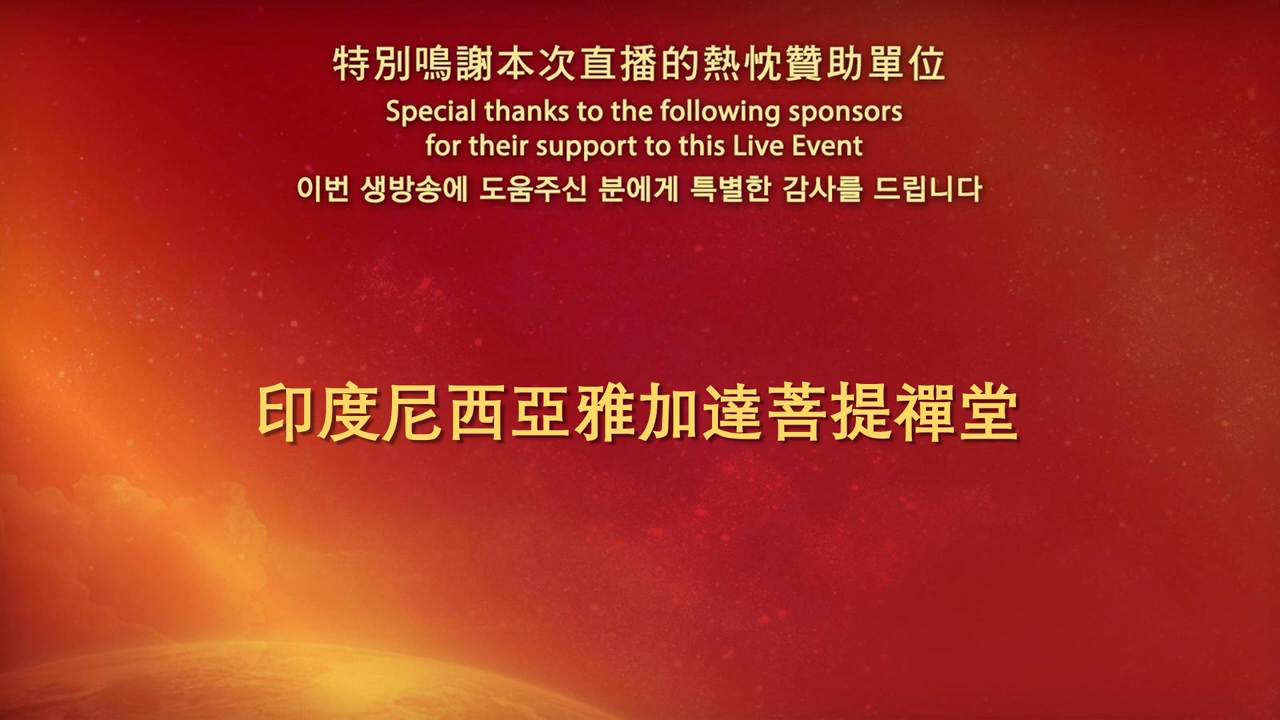 特別鳴謝本次直播的熱忱贊助單位
Special thanks to the following sponsors
for their support to this Live Event
이번 생방송에 도움주신 분에게 특별한 감사를 드립니다
印度尼西亞雅加達菩提禪堂